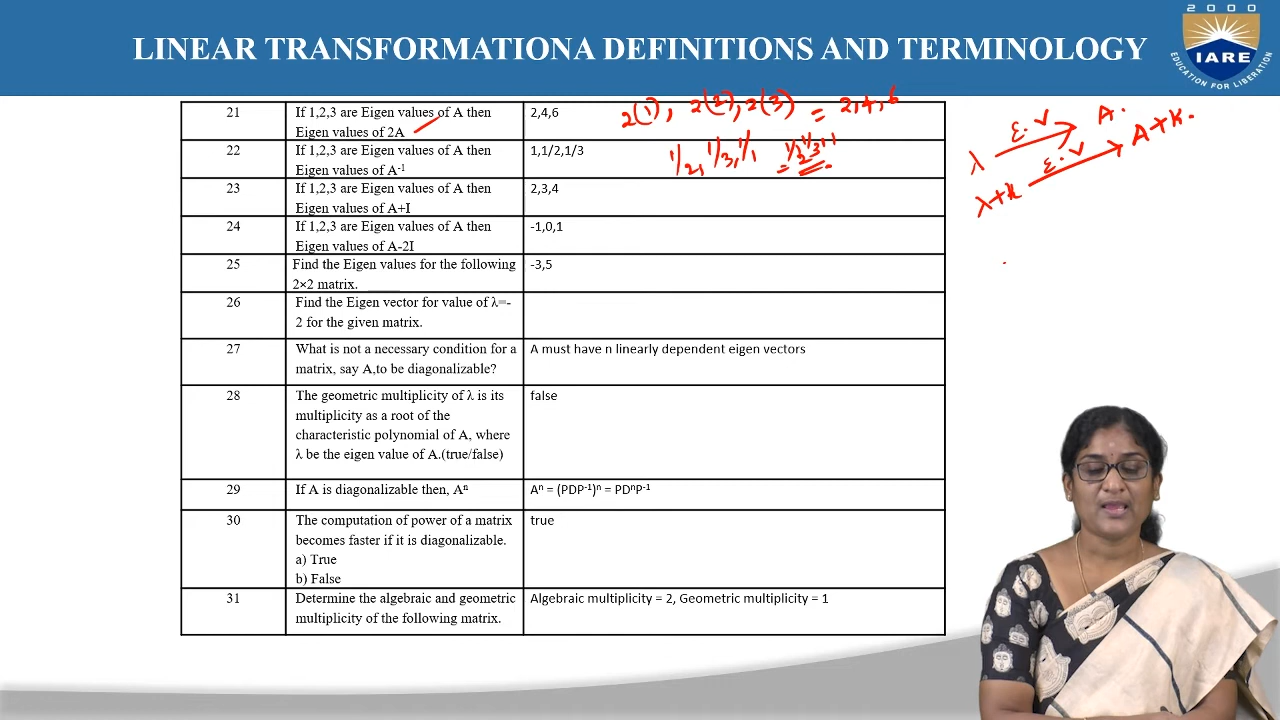 2000
IARE
EDUCATION FOR LIBERATION
LINEAR TRANSFORMATIONA DEFINITIONS AND TERMINOLOGY
21
If 1,2,3 are Eigen values of A then
Eigen values of 2A
2,4,6
2(1), 2(2), 2(3) = 2,4,6
22
If 1,2,3 are Eigen values of A then
Eigen values of A⁻¹
1,1/2,1/3
1/2, 1/3, 1/1
23
If 1,2,3 are Eigen values of A then
Eigen values of A+I
2,3,4
24
If 1,2,3 are Eigen values of A then
Eigen values of A-2I
-1,0,1
25
Find the Eigen values for the following
2×2 matrix.
-3,5
26
Find the Eigen vector for value of λ=-
2 for the given matrix.
27
What is not a necessary condition for a
matrix, say A,to be diagonalizable?
A must have n linearly dependent eigen vectors
28
The geometric multiplicity of λ is its
multiplicity as a root of the
characteristic polynomial of A, where
λ be the eigen value of A.(true/false)
false
29
If A is diagonalizable then, Aⁿ
Aⁿ = (PDP⁻¹)ⁿ = PDⁿP⁻¹
30
The computation of power of a matrix
becomes faster if it is diagonalizable.
a) True
b) False
true
31
Determine the algebraic and geometric
multiplicity of the following matrix.
Algebraic multiplicity = 2, Geometric multiplicity = 1
λ E.V A.
λ+k E.V A+k.